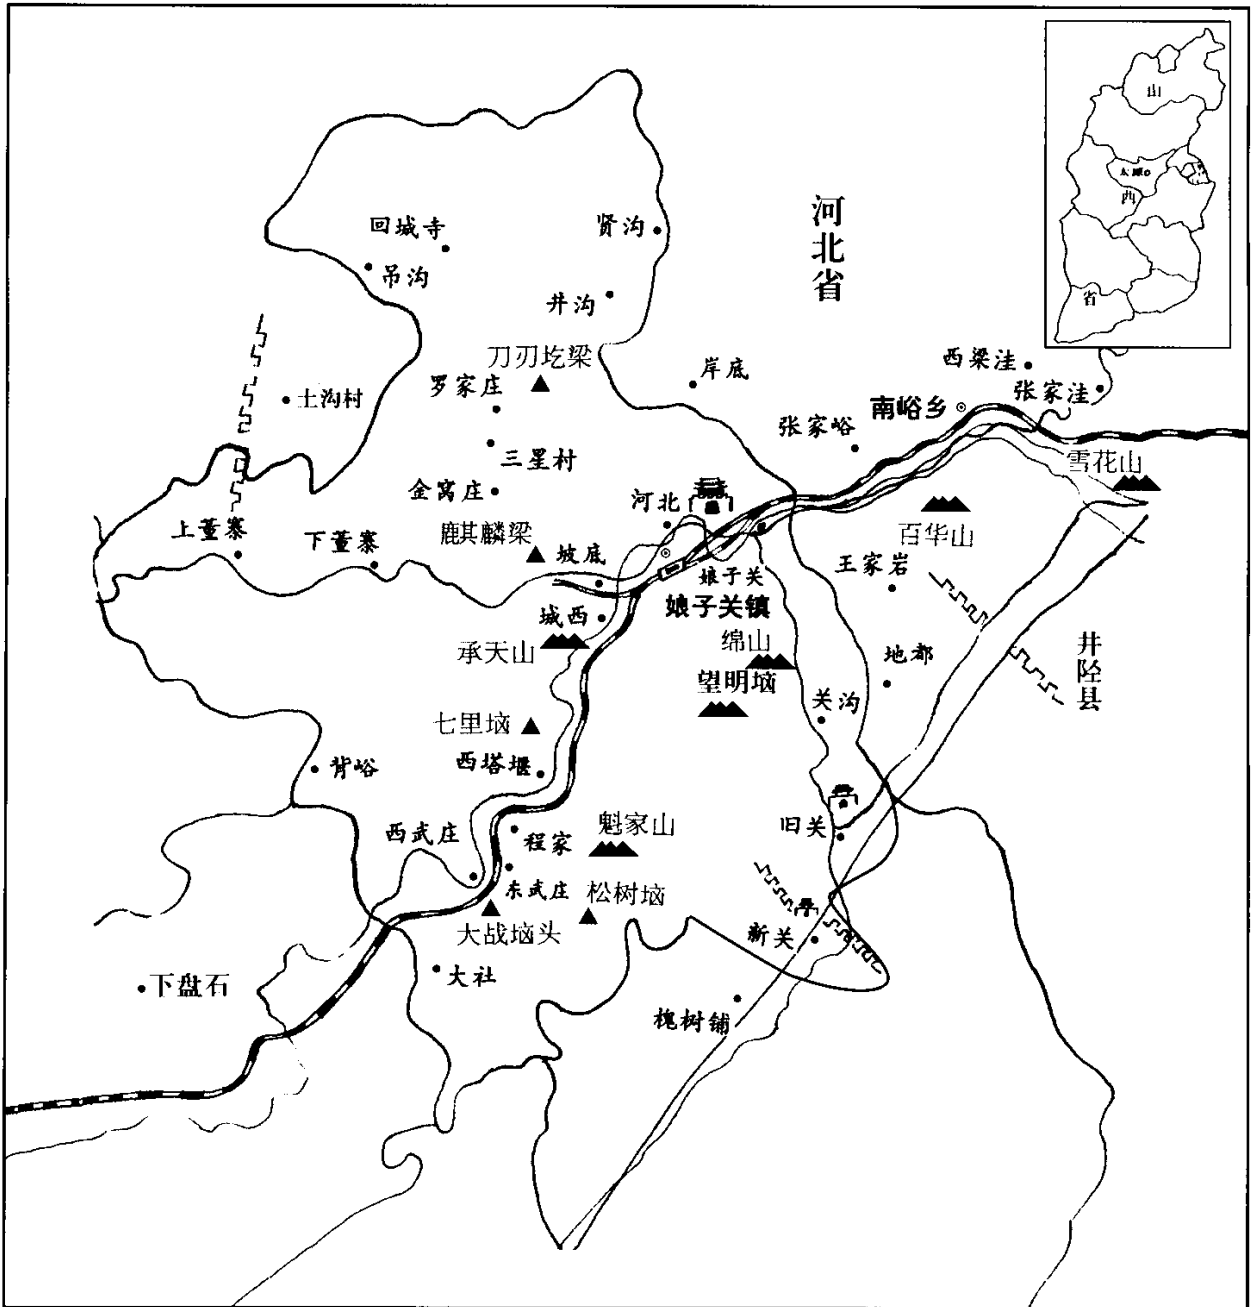 山
太原
西
省
河北省
回城寺
贤沟
吊沟
井沟
刀刃圪梁
岸底
西梁洼
张家洼
罗家庄
土沟村
南峪乡
张家峪
三垦村
雪花山
金窝庄
河北
上董寨
下董寨
麒麟梁
坡底
百华山
王家岩
娘子关
娘子关镇
城西
承天山
绵山
地都
井陉县
望明垴
关沟
七里垴
西塔堰
背峪
旧关
西武庄
程家
魁家山
东武庄
松树垴
大战垴头
新关
大社
下盘石
槐树铺